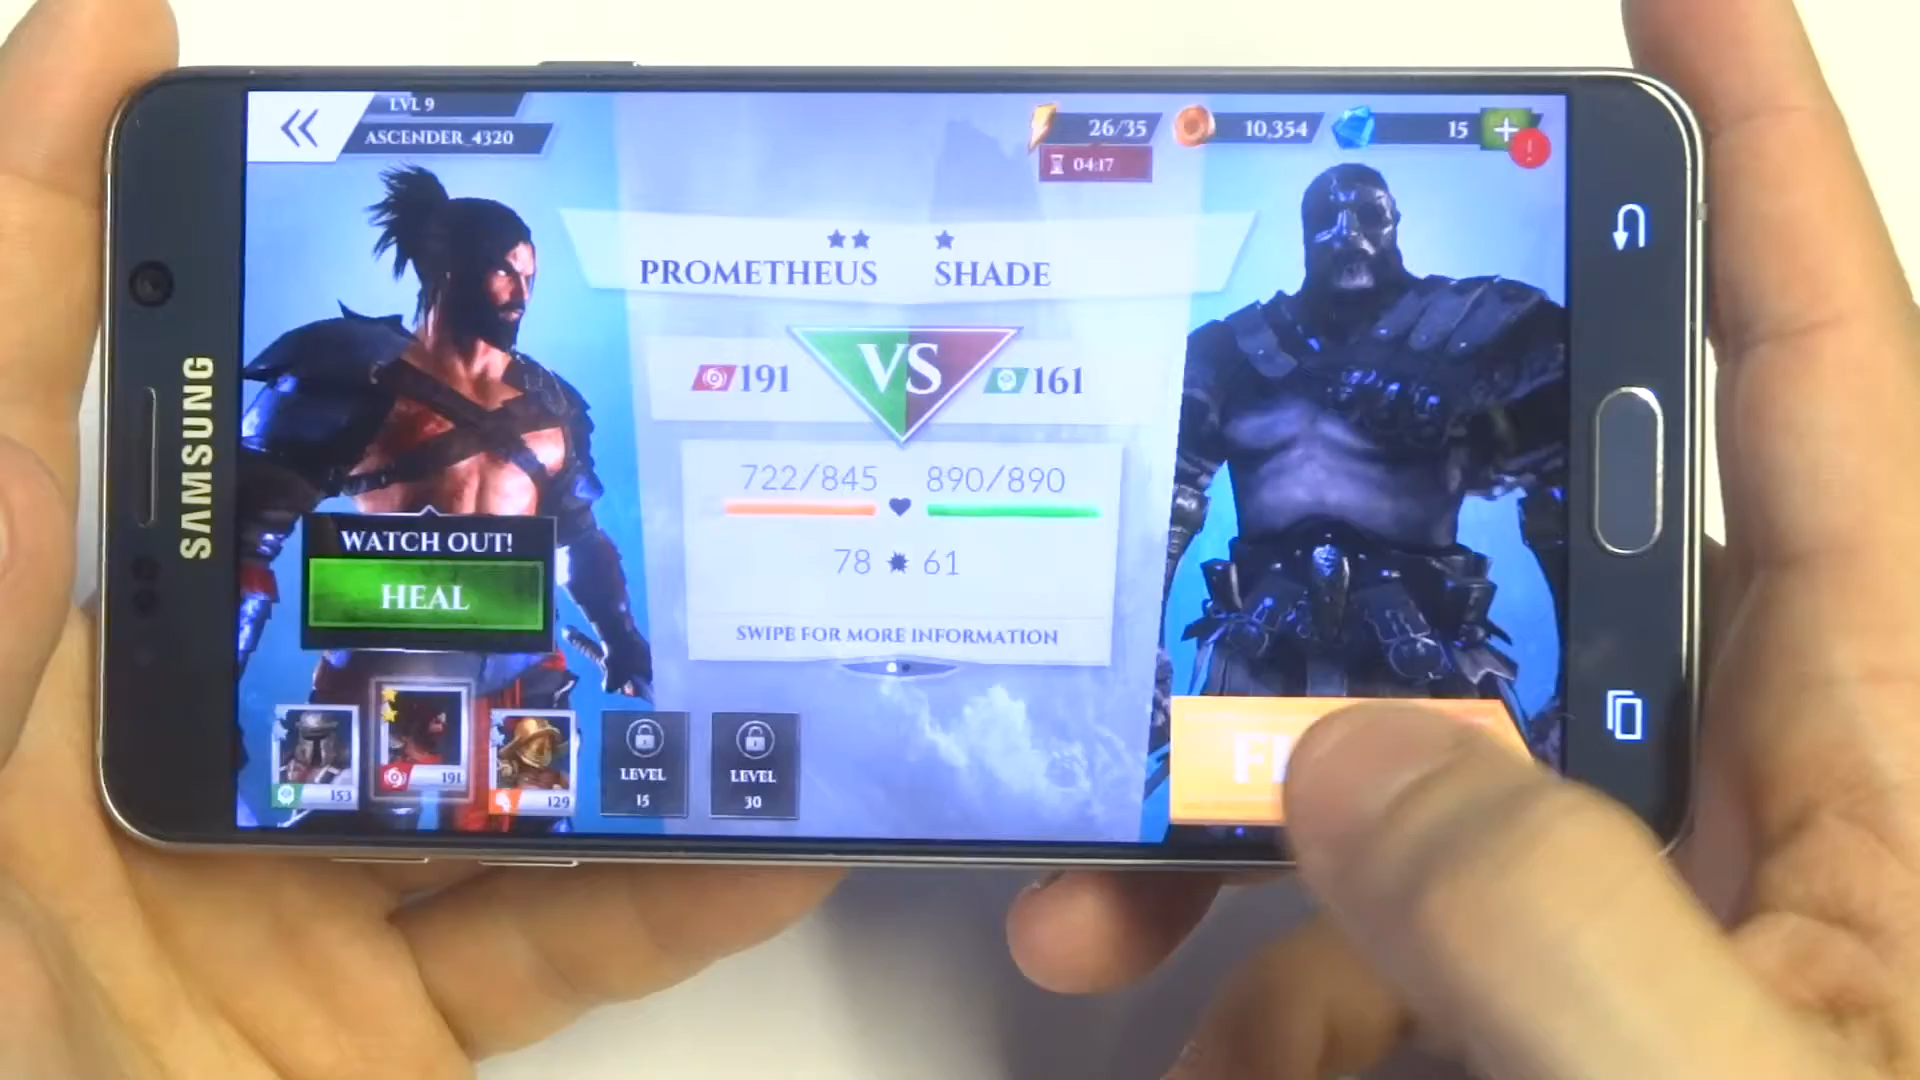 SAMSUNG
LVL 9
ASCENDER_4320
26/35
10,354
15
04:17
PROMETHEUS
SHADE
191
VS
161
722/845
890/890
78
61
WATCH OUT!
HEAL
SWIPE FOR MORE INFORMATION
153
191
129
LEVEL
15
LEVEL
30